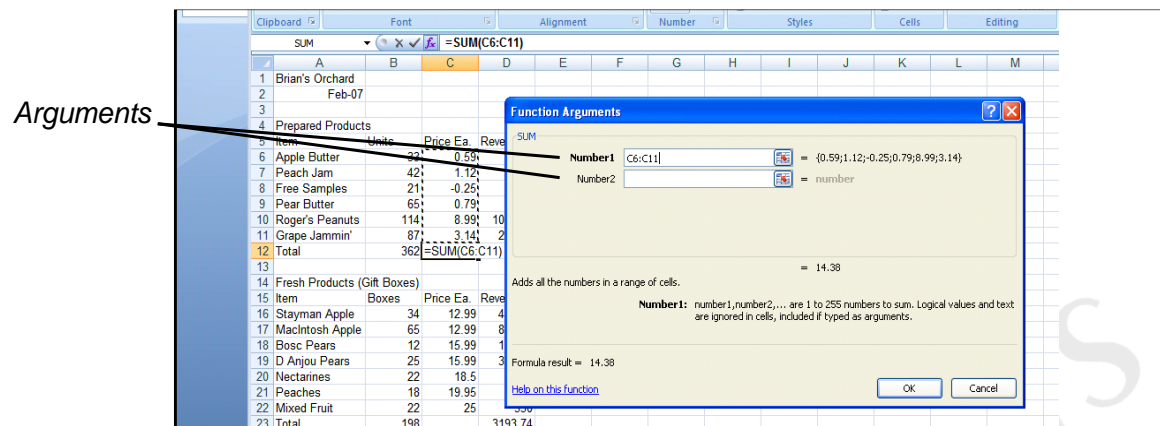 Clipboard Font Alignment Number Styles Cells Editing
SUM =SUM(C6:C11)
A B C D E F G H I J K L M
1 Brian's Orchard
2 Feb-07
3
Arguments
4 Prepared Products
5 Item Units Price Ea. Reve
6 Apple Butter 33 0.59
7 Peach Jam 42 1.12
8 Free Samples 21 -0.25
9 Pear Butter 65 0.79
10 Roger's Peanuts 114 8.99 10
11 Grape Jammin' 87 3.14 2
12 Total 362 =SUM(C6:C11)
13
14 Fresh Products (Gift Boxes)
15 Item Boxes Price Ea. Reve
16 Stayman Apple 34 12.99 4
17 MacIntosh Apple 65 12.99 8
18 Bosc Pears 12 15.99 1
19 D Anjou Pears 25 15.99 3
20 Nectarines 22 18.5
21 Peaches 18 19.95
22 Mixed Fruit 22 25 550
23 Total 198 3193.74
Function Arguments
SUM
Number1 C6:C11 = {0.59;1.12;-0.25;0.79;8.99;3.14}
Number2 = number
= 14.38
Adds all the numbers in a range of cells.
Number1: number1,number2,... are 1 to 255 numbers to sum. Logical values and text
are ignored in cells, included if typed as arguments.
Formula result = 14.38
Help on this function OK Cancel
S